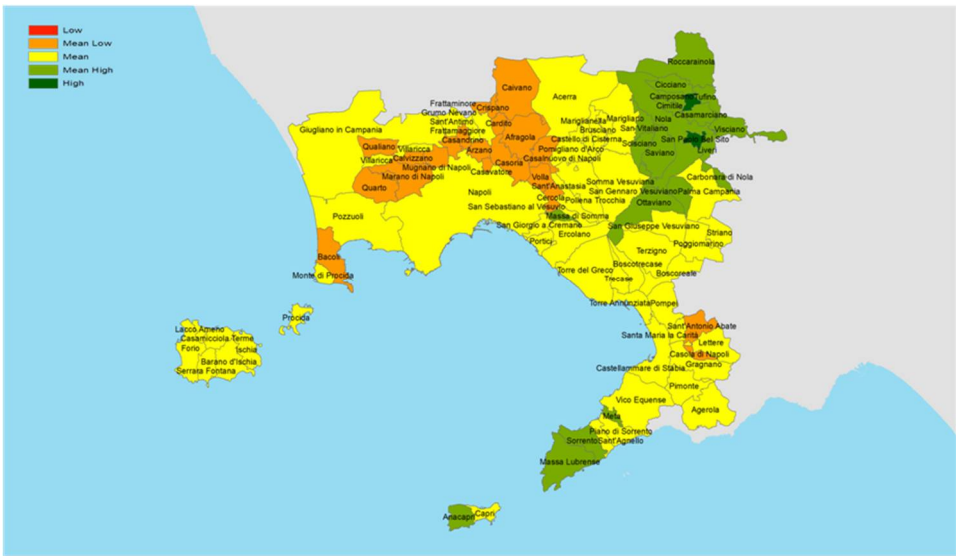 Low
Mean Low
Mean
Mean High
High
Roccarainola
Cicciano
Caivano
Camposano
Tufino
Acerra
Cimitile
Frattaminore
Crispano
Grumo Nevano
Casamarciano
Mariglianella
Marigliano
Nola
Sant'Antimo
Cardito
Giugliano in Campania
Frattamaggiore
Brusciano
San Vitaliano
Visciano
Afragola
Casandrino
Castello di Cisterna
San Paolo Bel Sito
Scisciano
Qualiano
Villaricca
Arzano
Pomigliano d'Arco
Liveri
Saviano
Calvizzano
Casalnuovo di Napoli
Villaricca
Casoria
Mugnano di Napoli
Casavatore
Marano di Napoli
Volla
Carbonara di Nola
Somma Vesuviana
Quarto
Sant'Anastasia
San Gennaro Vesuviano
Palma Campania
Napoli
Cercola
Pollena Trocchia
Ottaviano
San Sebastiano al Vesuvio
Pozzuoli
Massa di Somma
San Giorgio a Cremano
San Giuseppe Vesuviano
Striano
Ercolano
Portici
Poggiomarino
Terzigno
Bacoli
Boscotrecase
Torre del Greco
Monte di Procida
Boscoreale
Trecase
Torre Annunziata
Pompei
Procida
Sant'Antonio Abate
Lacco Ameno
Santa Maria la Carità
Casamicciola Terme
Lettere
Forio
Ischia
Casola di Napoli
Barano d'Ischia
Gragnano
Serrara Fontana
Castellammare di Stabia
Pimonte
Vico Equense
Agerola
Meta
Piano di Sorrento
Sorrento
Sant'Agnello
Massa Lubrense
Anacapri
Capri